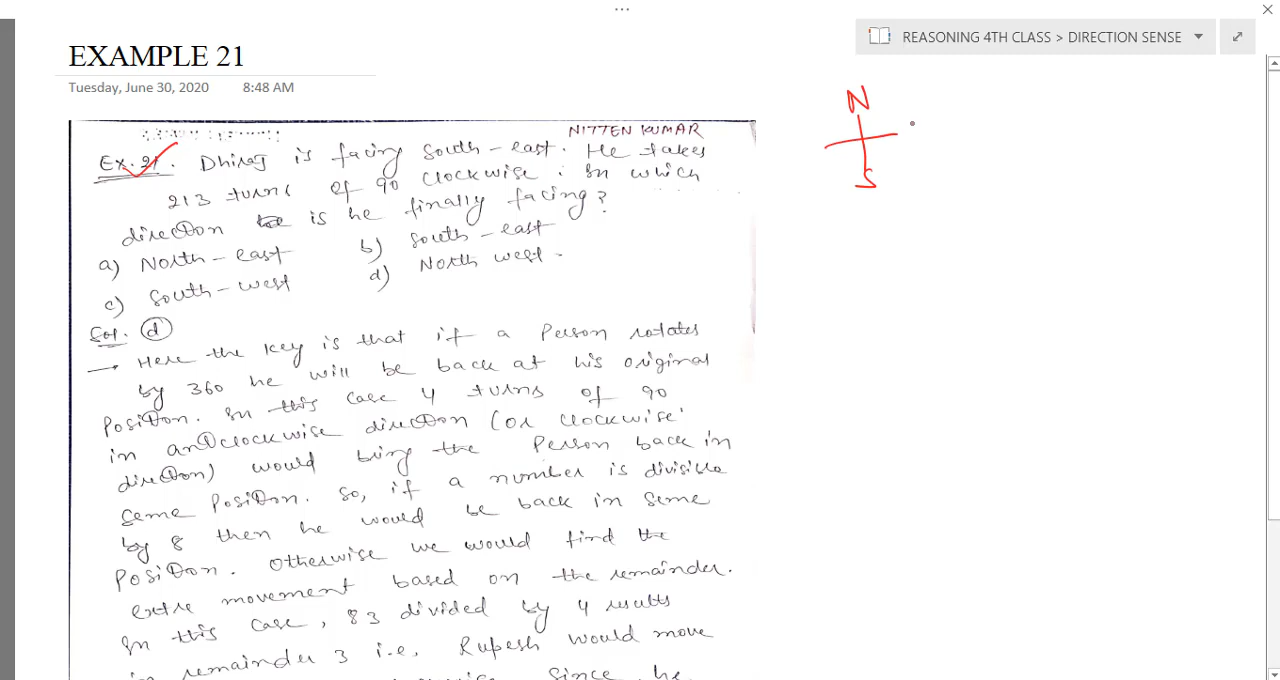 EXAMPLE 21
Tuesday, June 30, 2020 8:48 AM
REASONING 4TH CLASS > DIRECTION SENSE
N
S
NITTEN KUMAR
Ex. 21. Dhiraj is facing South-east. He takes
213 turns of 90 clockwise. In which
direction is he finally facing?
a) North-east b) South-east
c) South-west d) North west.
Sol. d
→ Here the key is that if a Person rotates
by 360 he will be back at his original
Position. In this case 4 turns of 90
in anticlockwise direction (or clockwise
direction) would bring the Person back in
same Position. So, if a number is divisible
by 8 then he would be back in same
Position. Otherwise we would find the
extre movement based on the remainder.
In this case, 83 divided by 4 results
in remainder 3 i.e. Rupesh would move
Since he